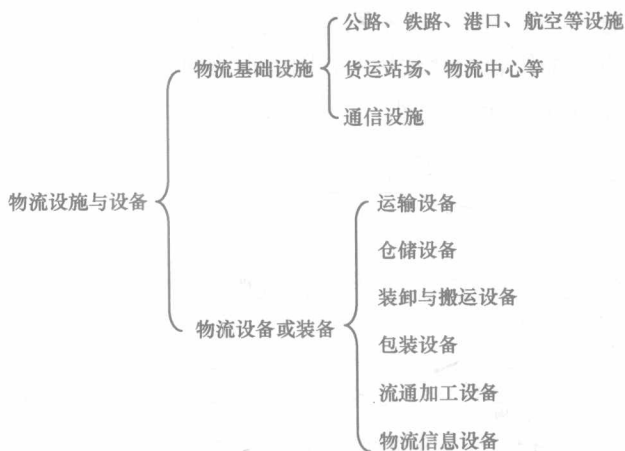 物流设施与设备
物流基础设施
公路、铁路、港口、航空等设施
货运站场、物流中心等
通信设施
物流设备或装备
运输设备
仓储设备
装卸与搬运设备
包装设备
流通加工设备
物流信息设备